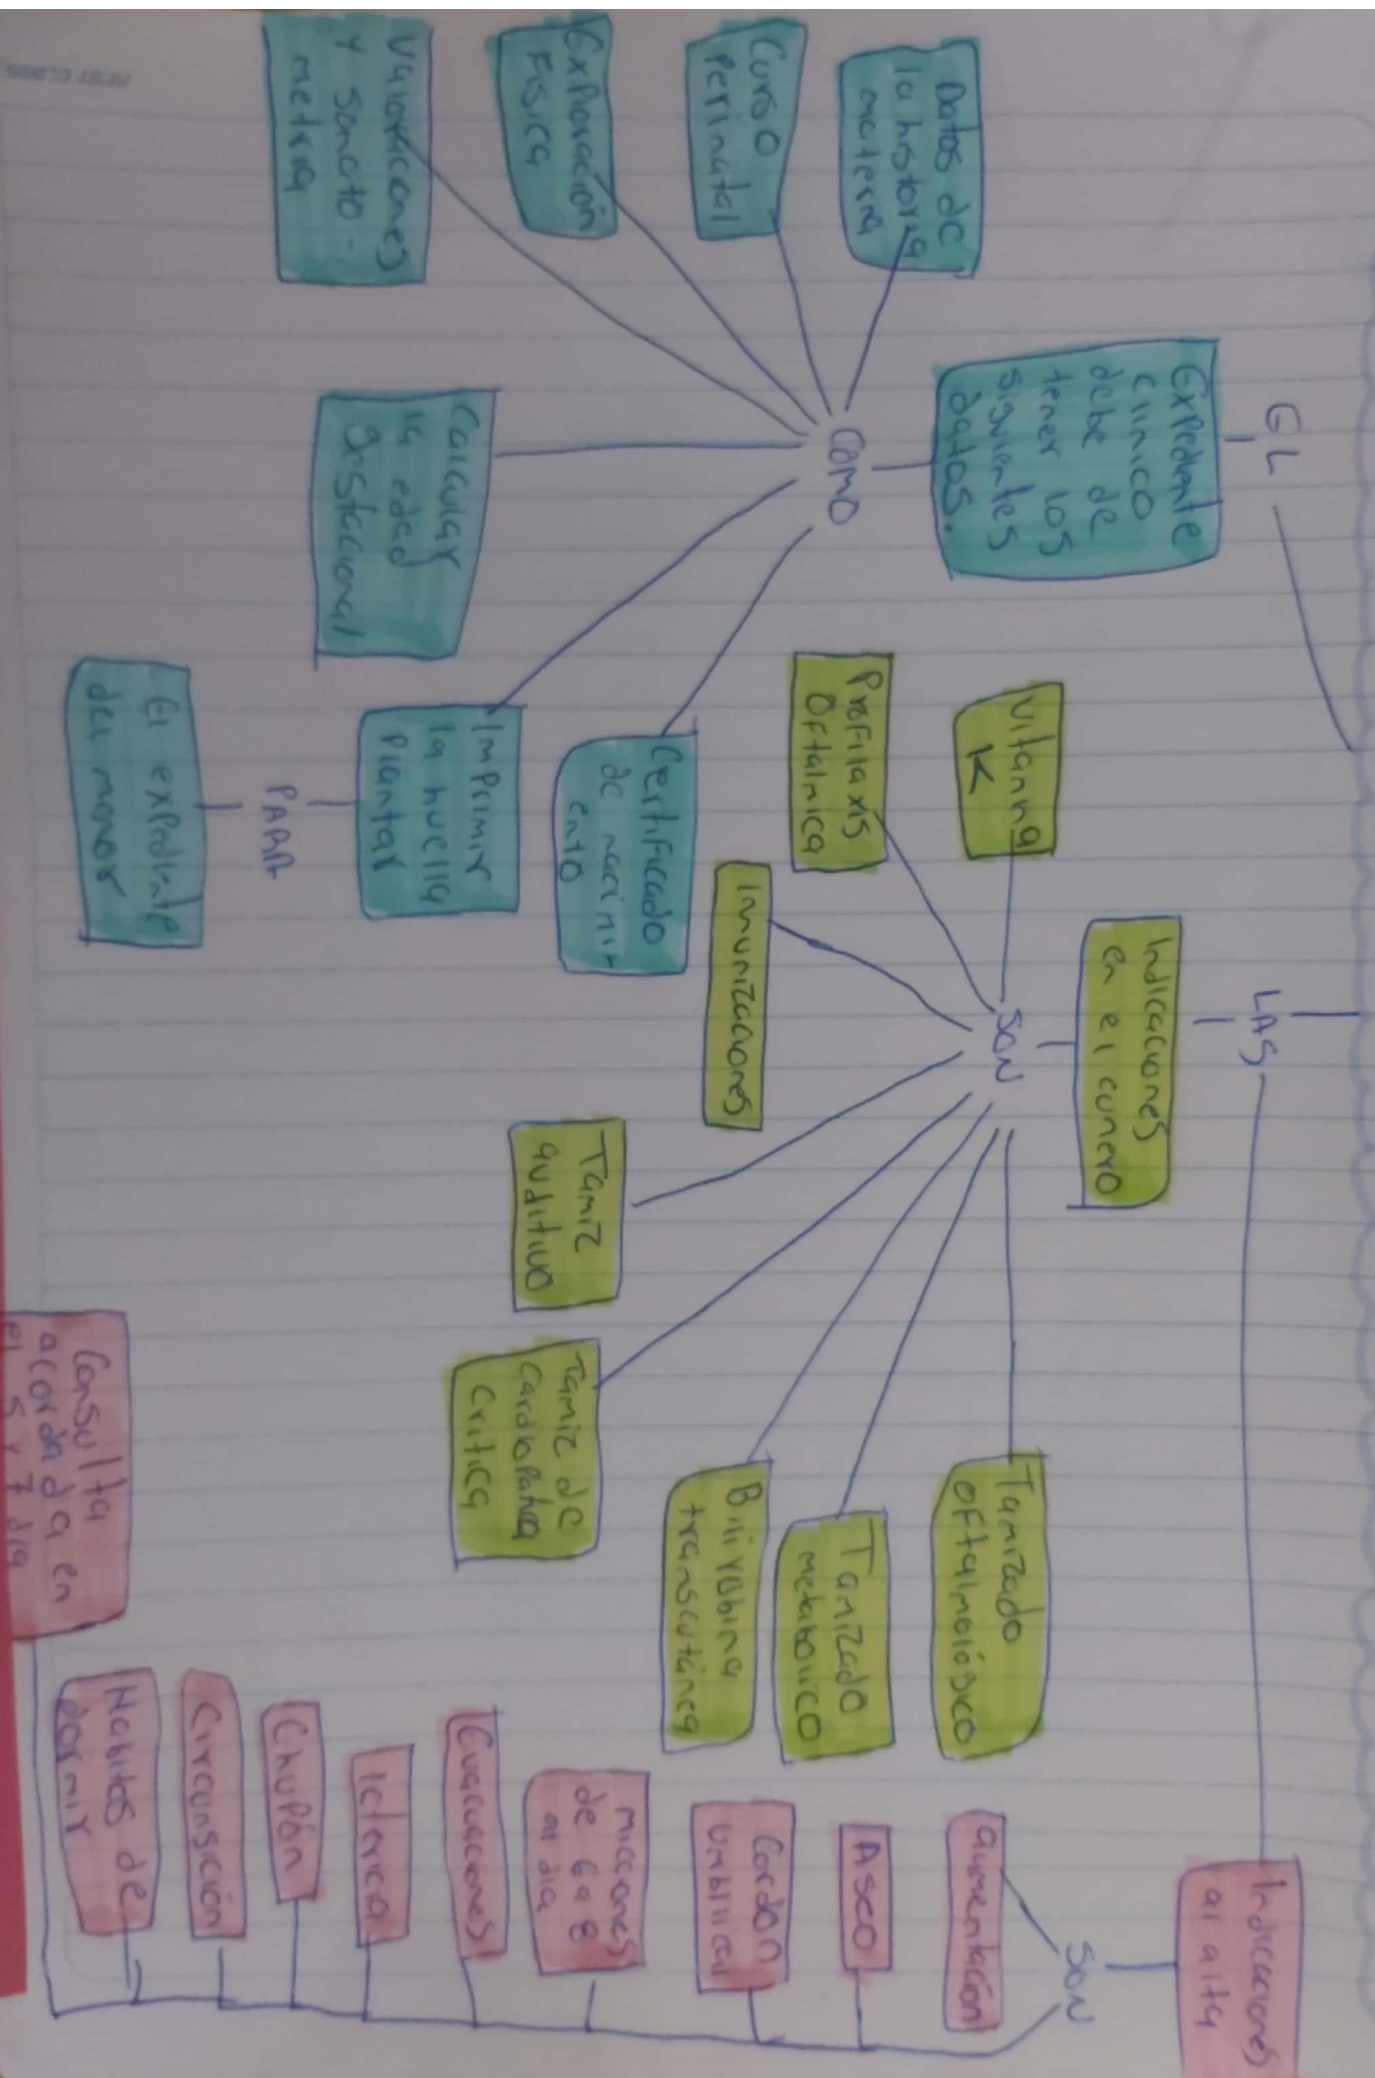 EL
Expediente
clinico
debe de
tener los
siguientes
datos.
COMO
Datos de
la historia
materna
Curso
Perinatal
Exploración
Física
Valoraciones
y somato-
metria
Calcular
la edad
gestacional
Imprimir
la huella
Plantar
PARA
El expediente
del menor
Certificado
de nacimi-
ento
LAS
Indicaciones
en el cunero
SON
Vitamina
K
Profilaxis
Oftalmica
Inmunizaciones
Tamiz
auditivo
Tamiz de
Cardiopatia
Critica
Bilirrubina
transcutánea
Tamizado
metabolico
Tamizado
oftalmológico
Indicaciones
al alta
SON
alimentación
Aseo
Cordon
umbilical
micciones
de 6 a 8
al dia
Evacuaciones
Ictericia
Chupón
Circunsición
Habitos de
dormir
Consulta
acordada en
el 5 y 7 dia